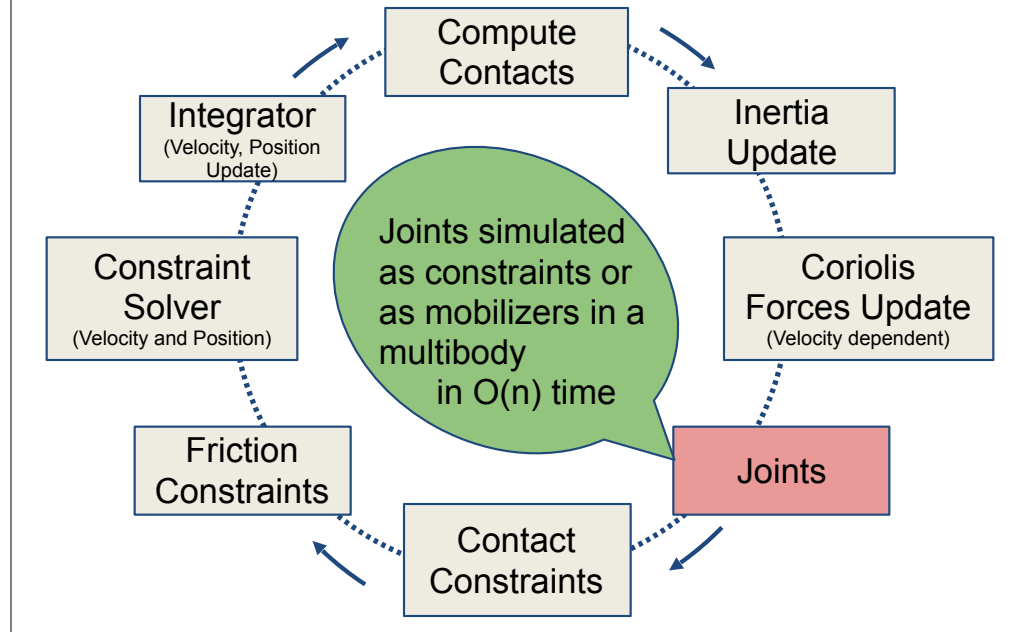 Compute
Contacts
Inertia
Update
Coriolis
Forces Update
(Velocity dependent)
Joints
Contact
Constraints
Friction
Constraints
Constraint
Solver
(Velocity and Position)
Integrator
(Velocity, Position
Update)
Joints simulated
as constraints or
as mobilizers in a
multibody
in O(n) time